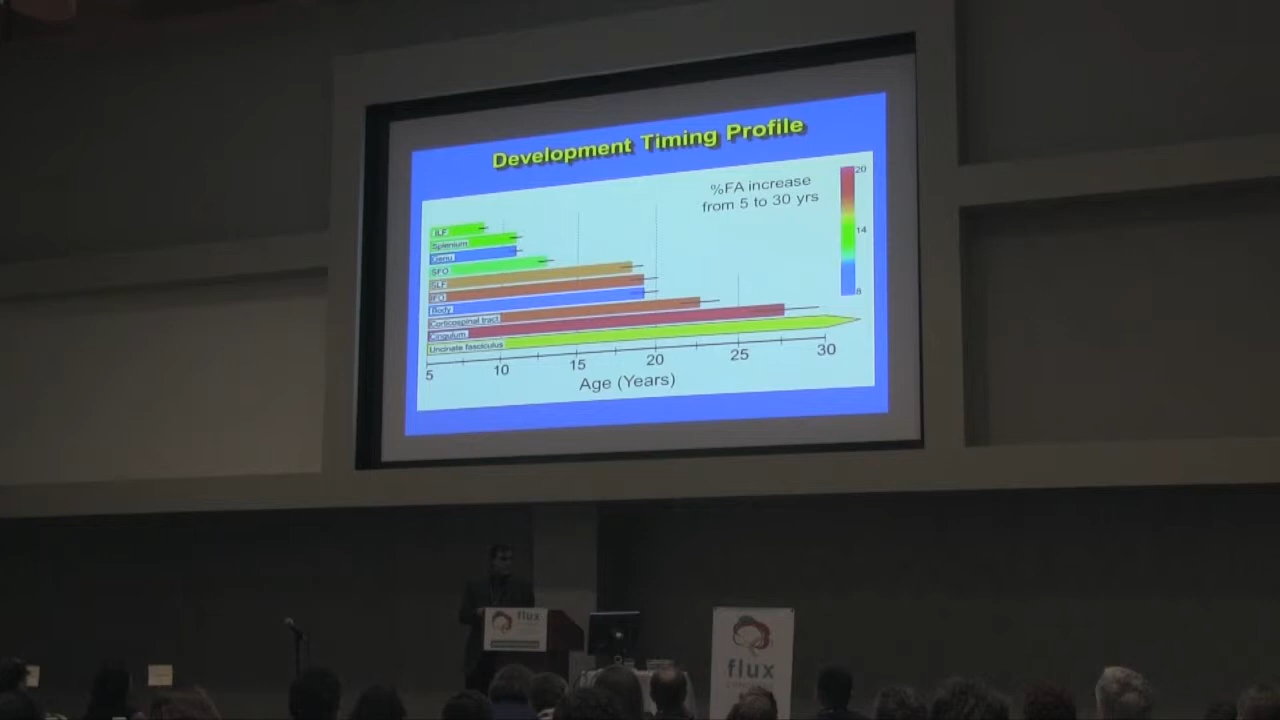 Development Timing Profile
%FA increase
from 5 to 30 yrs
20
14
8
ILF
Splenium
Genu
SFO
SLF
IFO
Body
Corticospinal tract
Cingulum
Uncinate fasciculus
5 10 15 20 25 30
Age (Years)
flux
flux